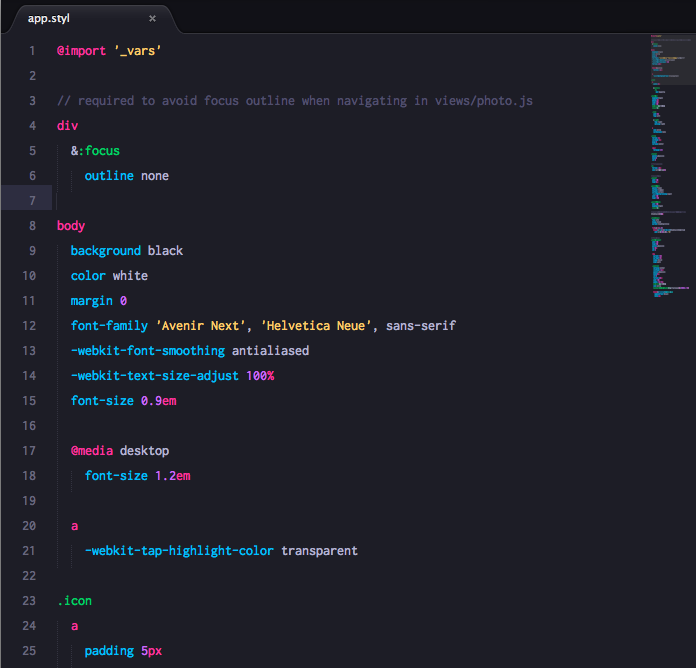 app.styl ×
1 @import '_vars'
2
3 // required to avoid focus outline when navigating in views/photo.js
4 div
5 &:focus
6 outline none
7
8 body
9 background black
10 color white
11 margin 0
12 font-family 'Avenir Next', 'Helvetica Neue', sans-serif
13 -webkit-font-smoothing antialiased
14 -webkit-text-size-adjust 100%
15 font-size 0.9em
16
17 @media desktop
18 font-size 1.2em
19
20 a
21 -webkit-tap-highlight-color transparent
22
23 .icon
24 a
25 padding 5px